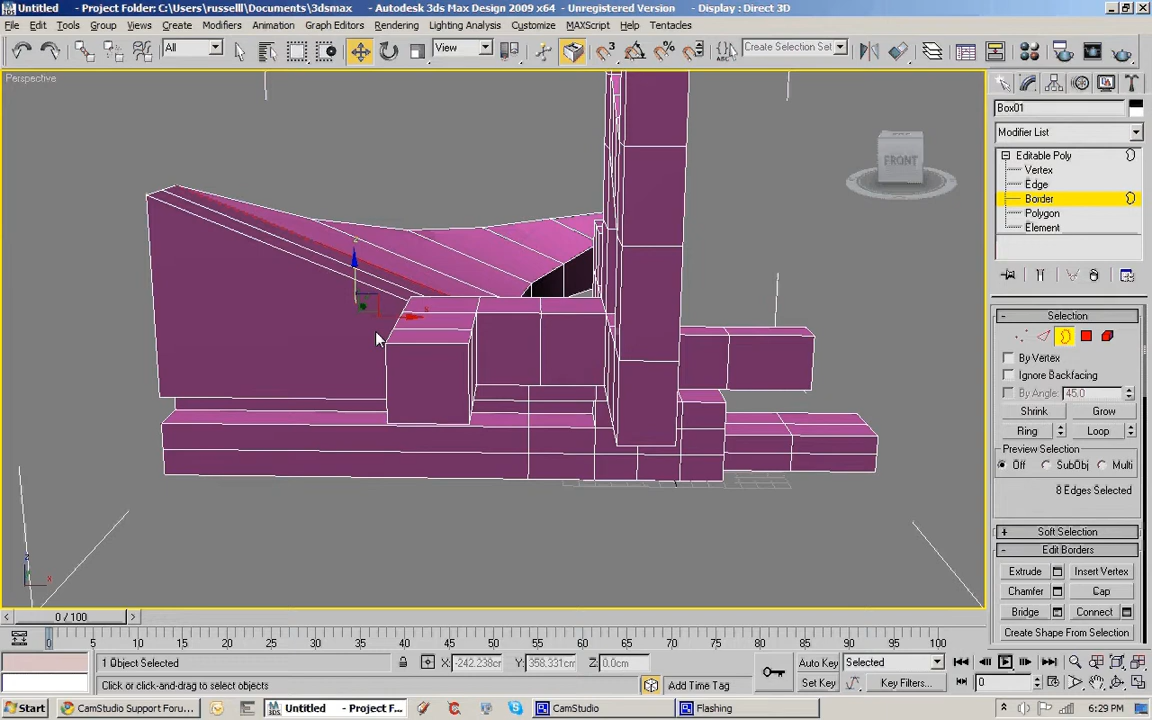 Untitled - Project Folder: C:\Users\russelll\Documents\3dsmax - Autodesk 3ds Max Design 2009 x64 - Unregistered Version - Display : Direct 3D
File Edit Tools Group Views Create Modifiers Animation Graph Editors Rendering Lighting Analysis Customize MAXScript Help Tentacles
All View Create Selection Set
Perspective
FRONT
Box01
Modifier List
Editable Poly
Vertex
Edge
Border
Polygon
Element
Selection
By Vertex
Ignore Backfacing
By Angle: 45.0
Shrink Grow
Ring Loop
Preview Selection
Off SubObj Multi
8 Edges Selected
Soft Selection
Edit Borders
Extrude Insert Vertex
Chamfer Cap
Bridge Connect
Create Shape From Selection
0 / 100
0 5 10 15 20 25 30 35 40 45 50 55 60 65 70 75 80 85 90 95 100
1 Object Selected X: -242.238cm Y: 358.331cm Z: 0.0cm Auto Key Selected
Click or click-and-drag to select objects Add Time Tag Set Key Key Filters... 0
Start CamStudio Support Foru... Untitled - Project F... CamStudio Flashing 6:29 PM